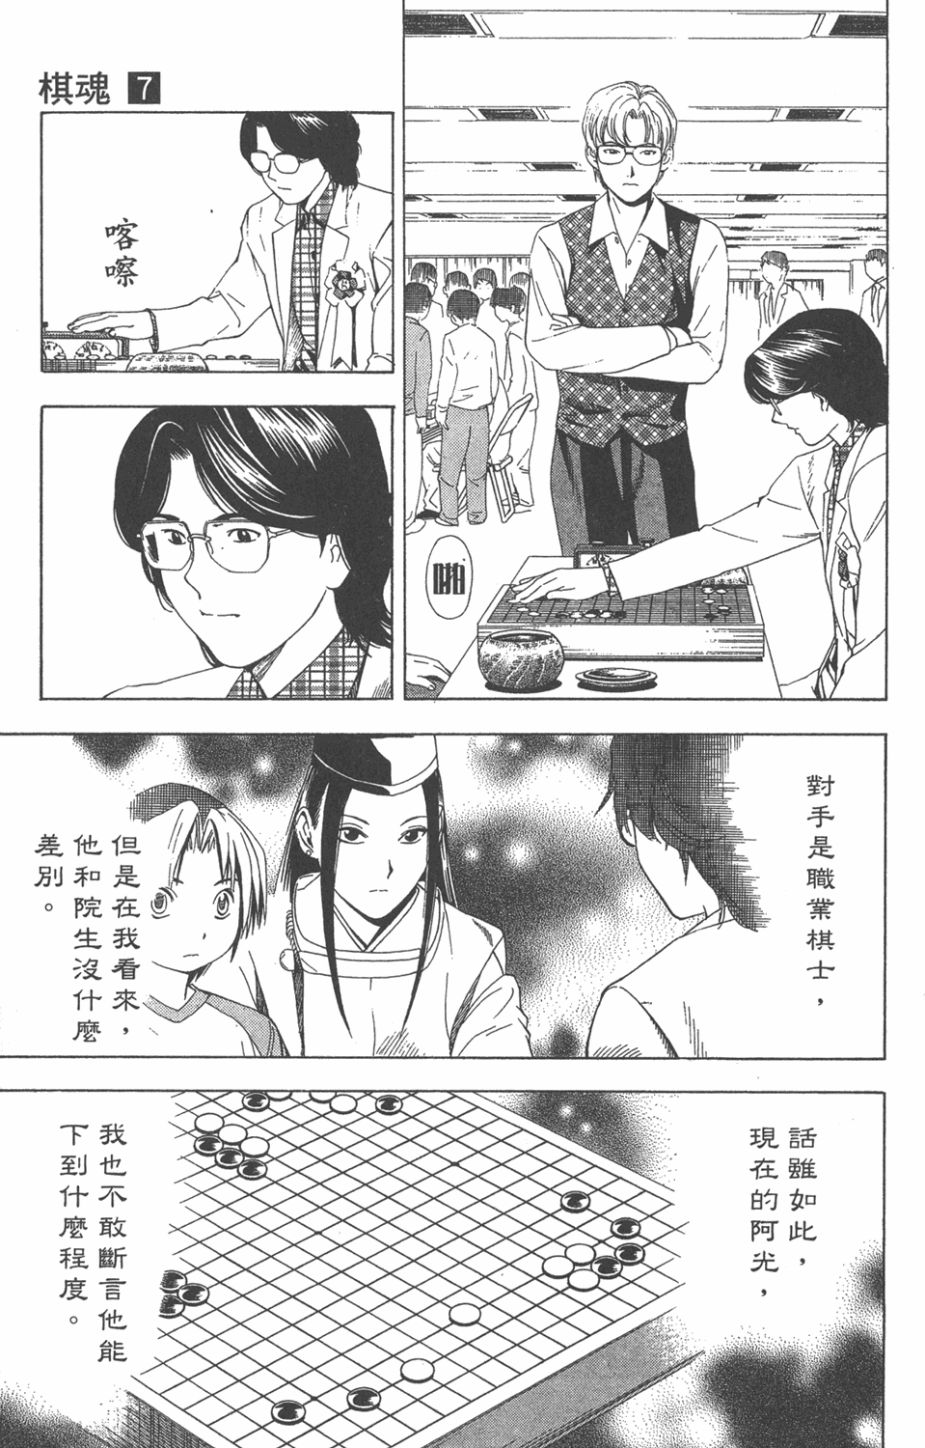 棋魂 7
啪
喀嚓
對手是職業棋士，
但是在我看來，
他和院生沒什麼
差別。
話雖如此，
現在的阿光，
我也不敢斷言他能
下到什麼程度。